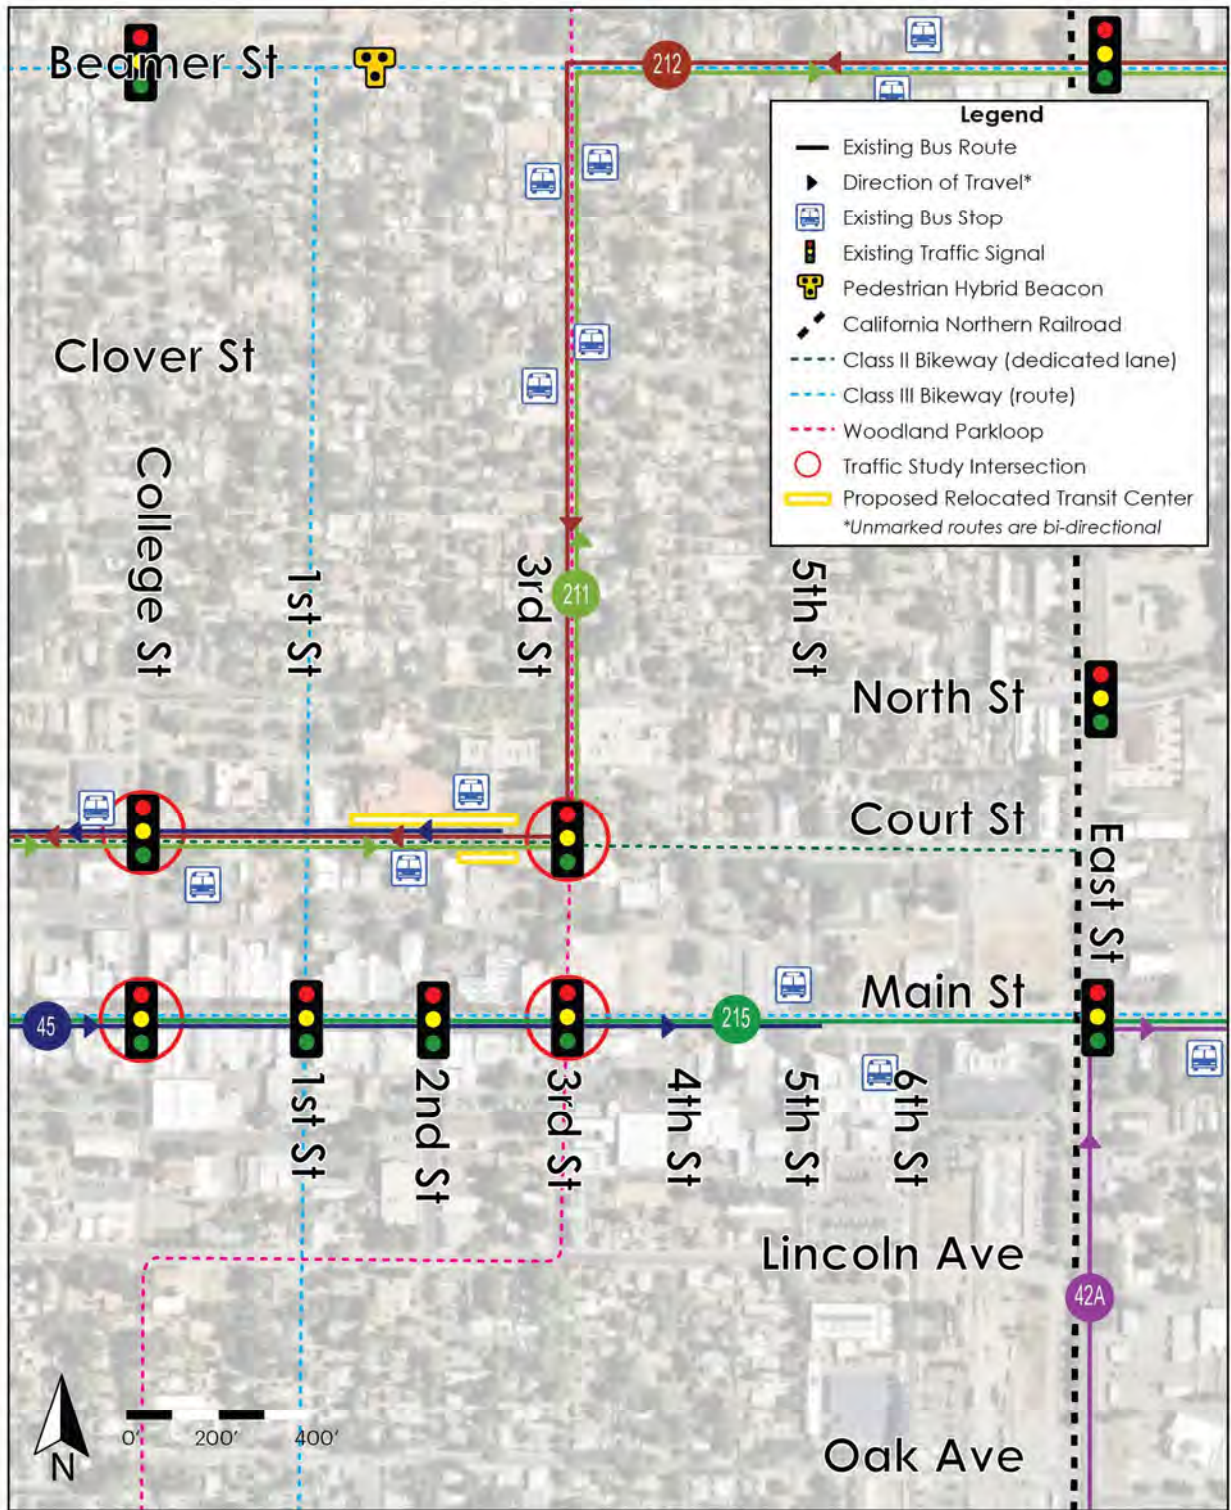 Beamer St
212
Legend
Existing Bus Route
Direction of Travel*
Existing Bus Stop
Existing Traffic Signal
Pedestrian Hybrid Beacon
California Northern Railroad
Class II Bikeway (dedicated lane)
Class III Bikeway (route)
Woodland Parkloop
Traffic Study Intersection
Proposed Relocated Transit Center
*Unmarked routes are bi-directional
Clover St
College St
1st St
3rd St
211
5th St
North St
Court St
East St
Main St
45
215
1st St
2nd St
3rd St
4th St
5th St
6th St
Lincoln Ave
42A
Oak Ave
0' 200' 400'
N